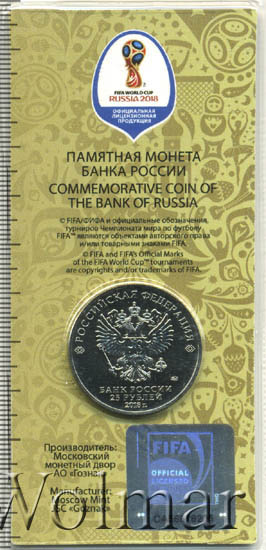 FIFA WORLD CUP
RUSSIA 2018
ОФИЦИАЛЬНАЯ
ЛИЦЕНЗИОННАЯ
ПРОДУКЦИЯ
ПАМЯТНАЯ МОНЕТА
БАНКА РОССИИ
COMMEMORATIVE COIN OF
THE BANK OF RUSSIA
© FIFA/ФИФА и официальные обозначения,
турниров Чемпионата мира по футболу
FIFA™ являются объектами авторского права
и/или товарными знаками FIFA.
© FIFA and FIFA's Official Marks
of the FIFA World Cup™ tournaments
are copyrights and/or trademarks of FIFA.
РОССИЙСКАЯ ФЕДЕРАЦИЯ
БАНК РОССИИ
25 РУБЛЕЙ
2018 г.
Производитель:
Московский
монетный двор
АО «Гознак»
Manufacturer:
Moscow Mint
JSC «Goznak»
FIFA
OFFICIAL
LICENSED
Volmar